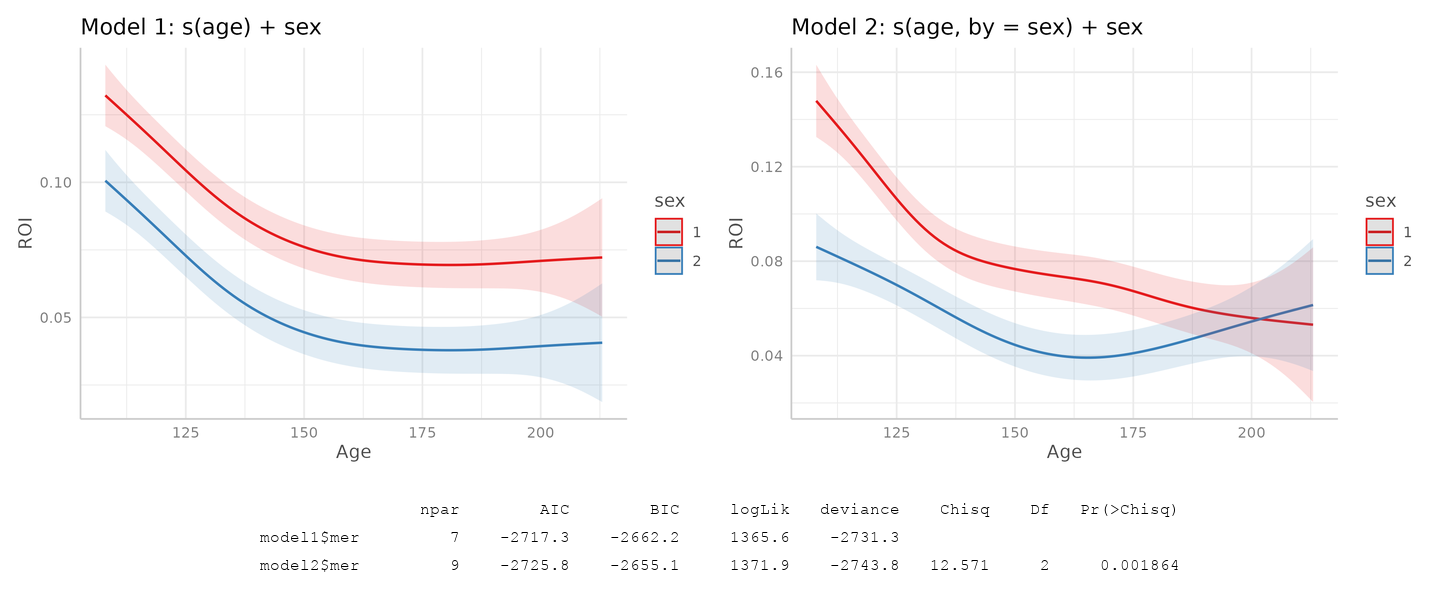 Model 1: s(age) + sex
ROI
0.10
0.05
125 150 175 200
Age
sex
1
2
Model 2: s(age, by = sex) + sex
ROI
0.16
0.12
0.08
0.04
125 150 175 200
Age
sex
1
2
npar AIC BIC logLik deviance Chisq Df Pr(>Chisq)
model1$mer 7 -2717.3 -2662.2 1365.6 -2731.3
model2$mer 9 -2725.8 -2655.1 1371.9 -2743.8 12.571 2 0.001864